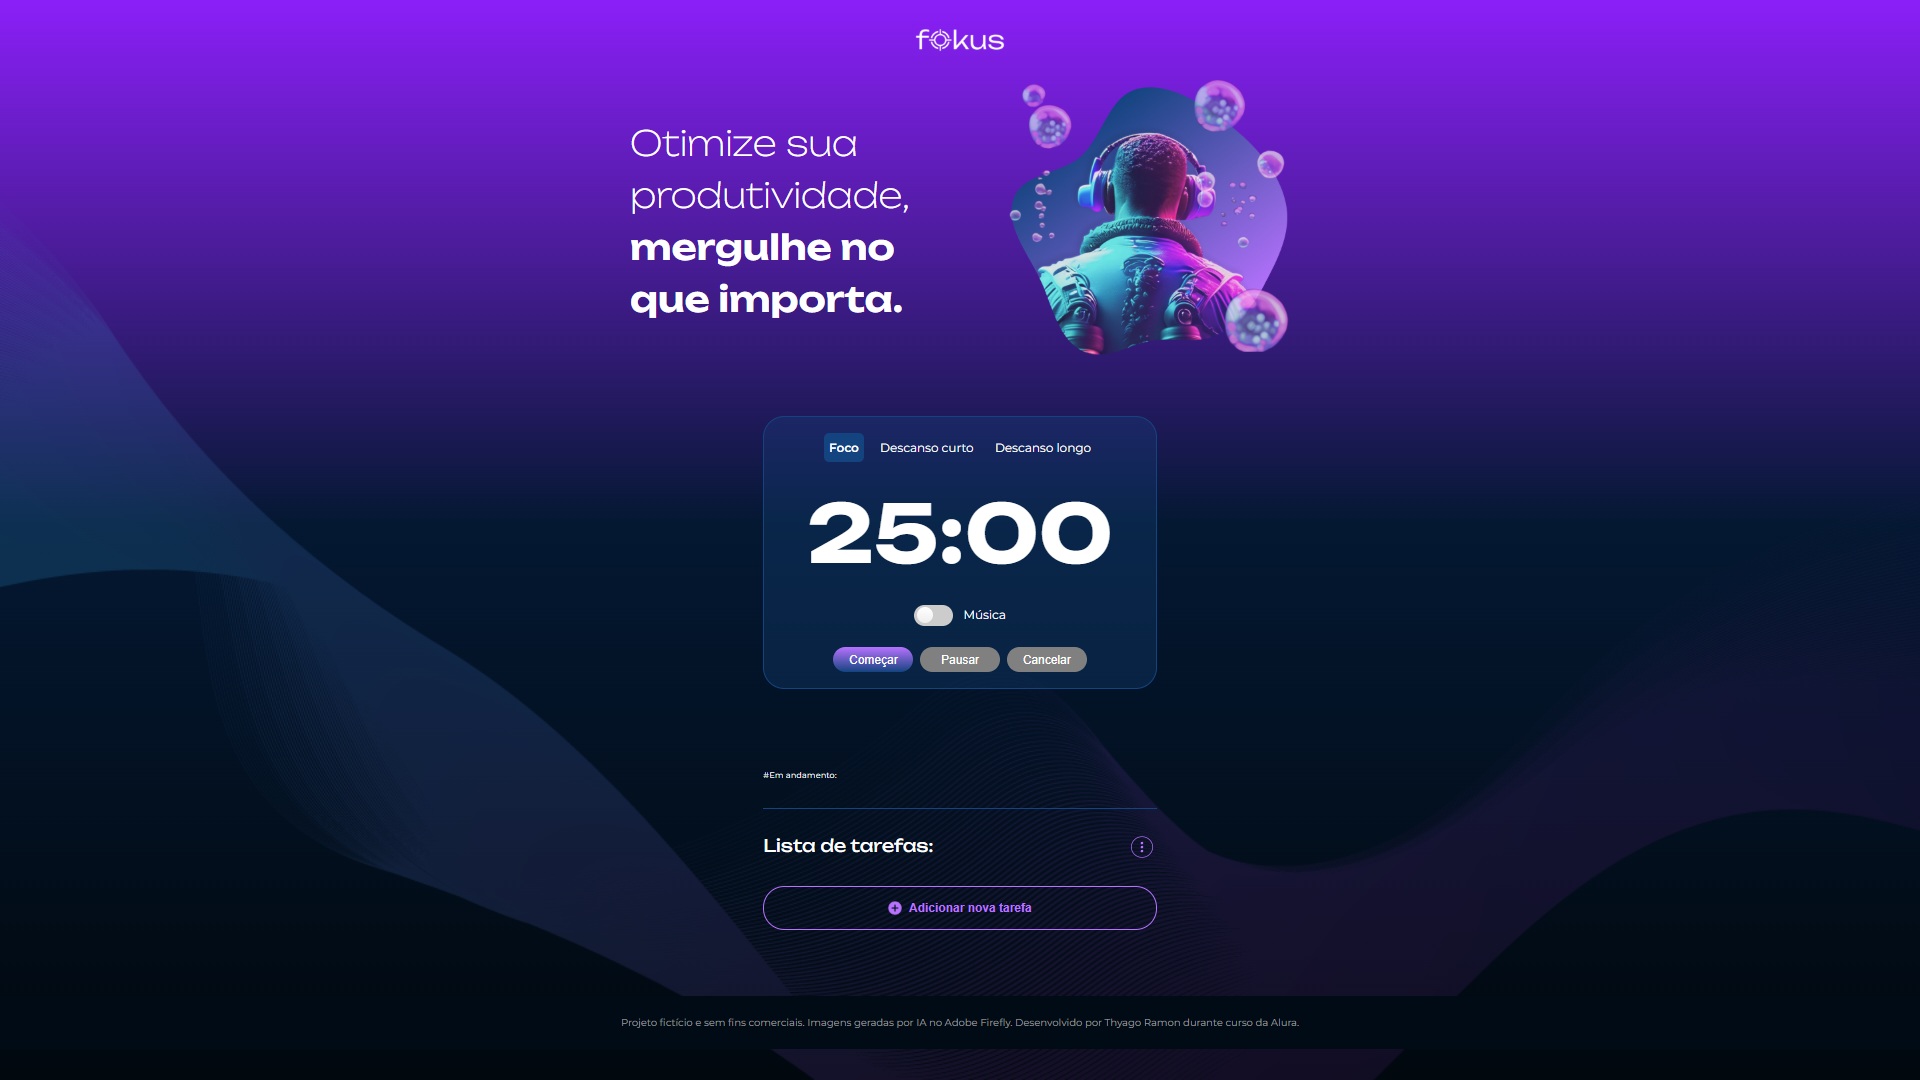 fokus
Otimize sua
produtividade,
mergulhe no
que importa.
Foco Descanso curto Descanso longo
25:00
Música
Começar Pausar Cancelar
#Em andamento:
Lista de tarefas:
Adicionar nova tarefa
Projeto fictício e sem fins comerciais. Imagens geradas por IA no Adobe Firefly. Desenvolvido por Thyago Ramon durante curso da Alura.